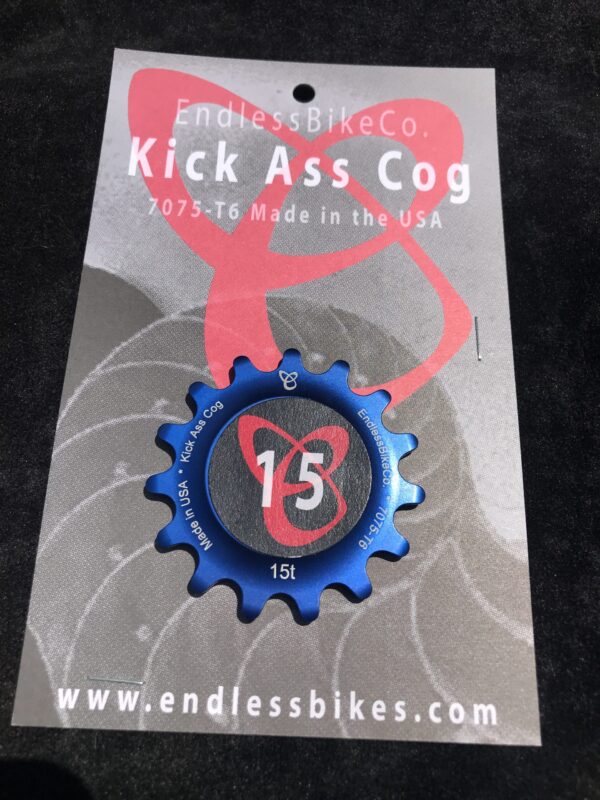 EndlessBikeCo.
Kick Ass Cog
7075-T6 Made in the USA
Made in USA * Kick Ass Cog
EndlessBikeCo. * 7075-T6
15
15t
www.endlessbikes.com